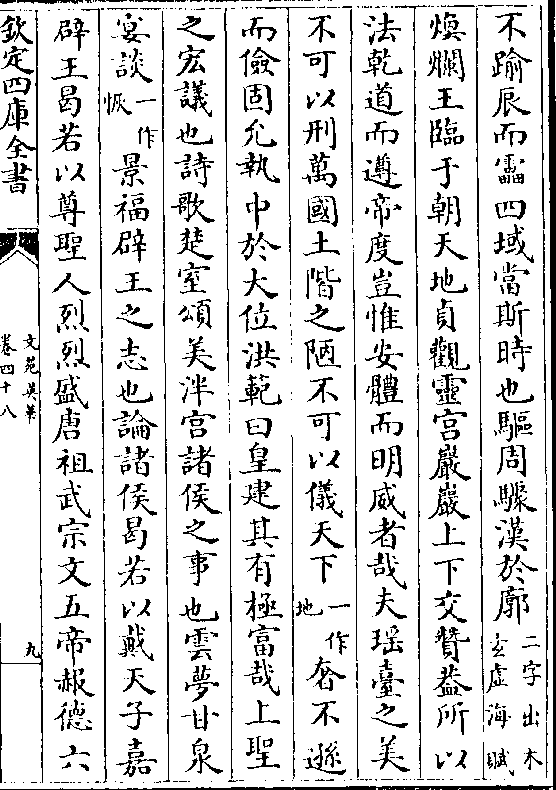 不踰辰而霤四域當斯時也驅周驟漢於廓二字出木玄虛海賦
煥爛王臨于朝天地貞觀靈宫巖巖上下交贊葢所以
法乾道而遵帝度豈惟安體而明威者哉夫瑶臺之美
不可以刑萬國土階之陋不可以儀天下一作地奢不遜
而儉固允執中於大位洪範曰皇建其有極富哉上聖
之宏議也詩歌楚室頌美泮宫諸侯之事也雲夢甘泉
宴談一作恢景福辟王之志也論諸侯曷若以戴天子嘉
辟王曷若以尊聖人烈烈盛唐祖武宗文五帝赧德六
欽定四庫全書
文苑英華
卷四十八
九